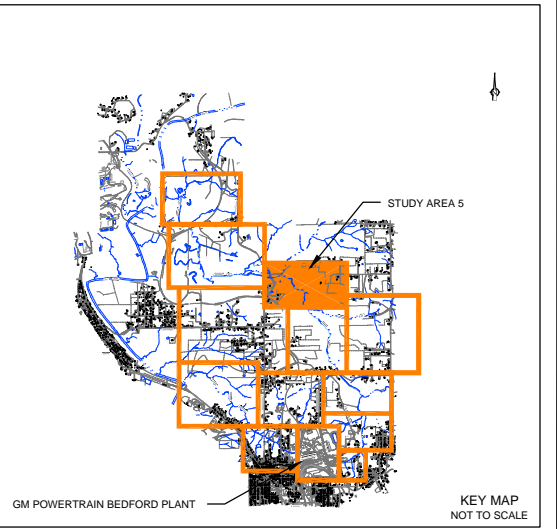 STUDY AREA 5
GM POWERTRAIN BEDFORD PLANT
KEY MAP
NOT TO SCALE